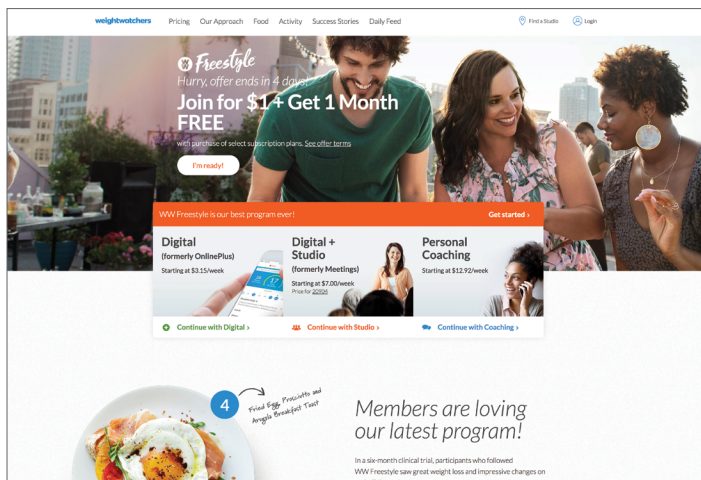 weightwatchers Pricing Our Approach Food Activity Success Stories Daily Feed Find a Studio Login
Freestyle
Hurry, offer ends in 4 days!
Join for $1 + Get 1 Month
FREE
with purchase of select subscription plans. See offer terms
I'm ready!
WW Freestyle is our best program ever! Get started >
Digital
(formerly OnlinePlus)
Starting at $3.15/week
Digital +
Studio
(formerly Meetings)
Starting at $7.00/week
Price for 20904
Personal
Coaching
Starting at $12.92/week
Continue with Digital >
Continue with Studio >
Continue with Coaching >
4
Fried Egg, Prosciutto and
Arugula Breakfast Toast
Members are loving
our latest program!
In a six-month clinical trial, participants who followed
WW Freestyle saw great weight loss and impressive changes on